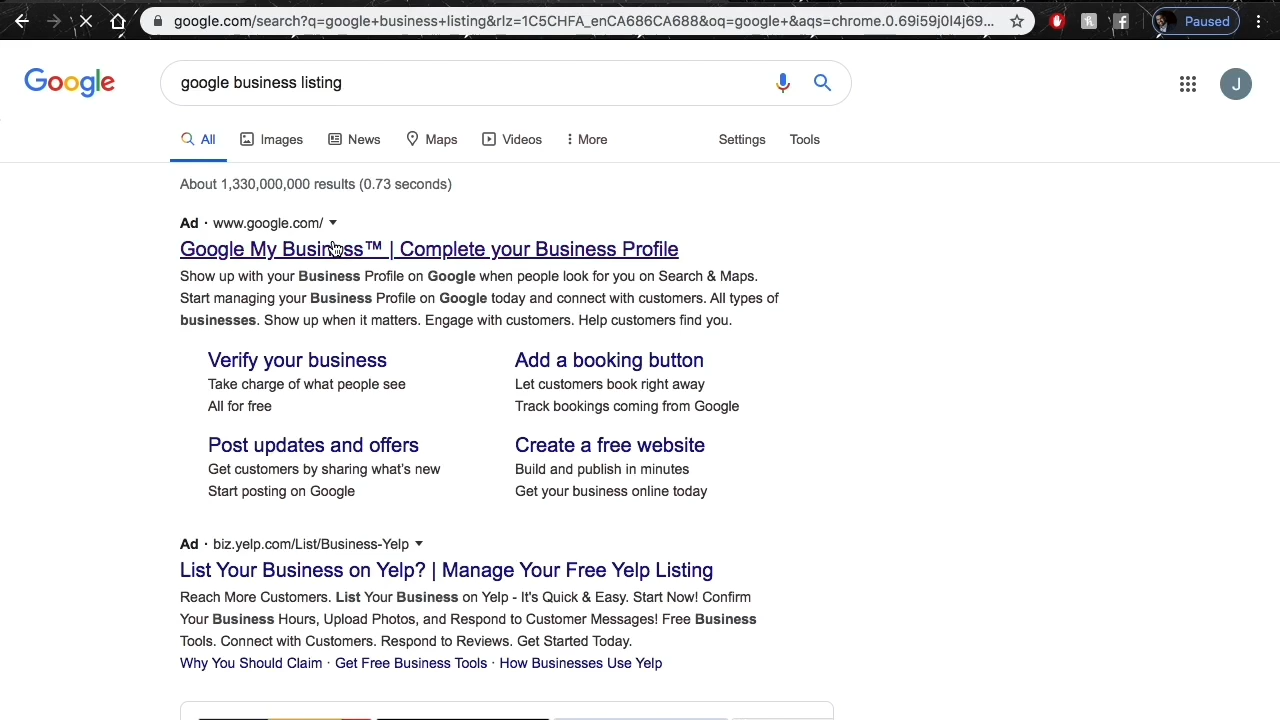 google.com/search?q=google+business+listing&rlz=1C5CHFA_enCA686CA688&oq=google+&aqs=chrome.0.69i59j0l4j69...
Paused
Google
google business listing
J
All
Images
News
Maps
Videos
More
Settings
Tools
About 1,330,000,000 results (0.73 seconds)
Ad · www.google.com/
Google My Business™ | Complete your Business Profile
Show up with your Business Profile on Google when people look for you on Search & Maps.
Start managing your Business Profile on Google today and connect with customers. All types of
businesses. Show up when it matters. Engage with customers. Help customers find you.
Verify your business
Take charge of what people see
All for free
Add a booking button
Let customers book right away
Track bookings coming from Google
Post updates and offers
Get customers by sharing what's new
Start posting on Google
Create a free website
Build and publish in minutes
Get your business online today
Ad · biz.yelp.com/List/Business-Yelp
List Your Business on Yelp? | Manage Your Free Yelp Listing
Reach More Customers. List Your Business on Yelp - It's Quick & Easy. Start Now! Confirm
Your Business Hours, Upload Photos, and Respond to Customer Messages! Free Business
Tools. Connect with Customers. Respond to Reviews. Get Started Today.
Why You Should Claim · Get Free Business Tools · How Businesses Use Yelp